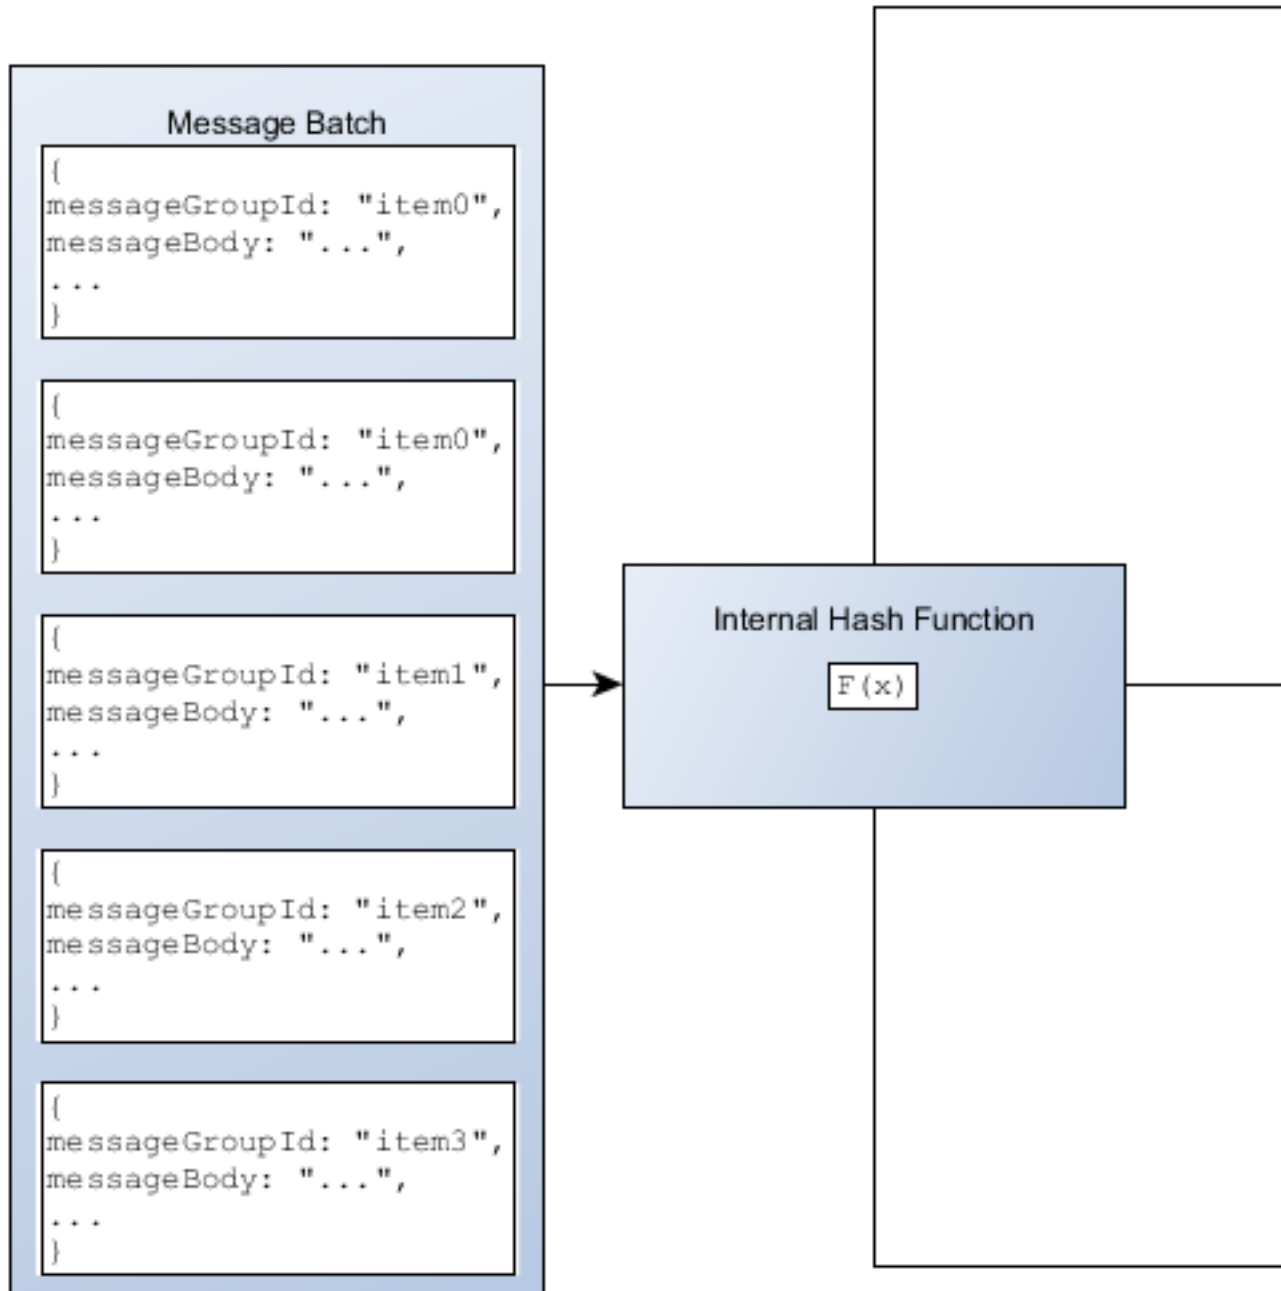 Message Batch
{
messageGroupId: "item0",
messageBody: "...",
...
}
{
messageGroupId: "item0",
messageBody: "...",
...
}
{
messageGroupId: "item1",
messageBody: "...",
...
}
{
messageGroupId: "item2",
messageBody: "...",
...
}
{
messageGroupId: "item3",
messageBody: "...",
...
}
Internal Hash Function
F(x)